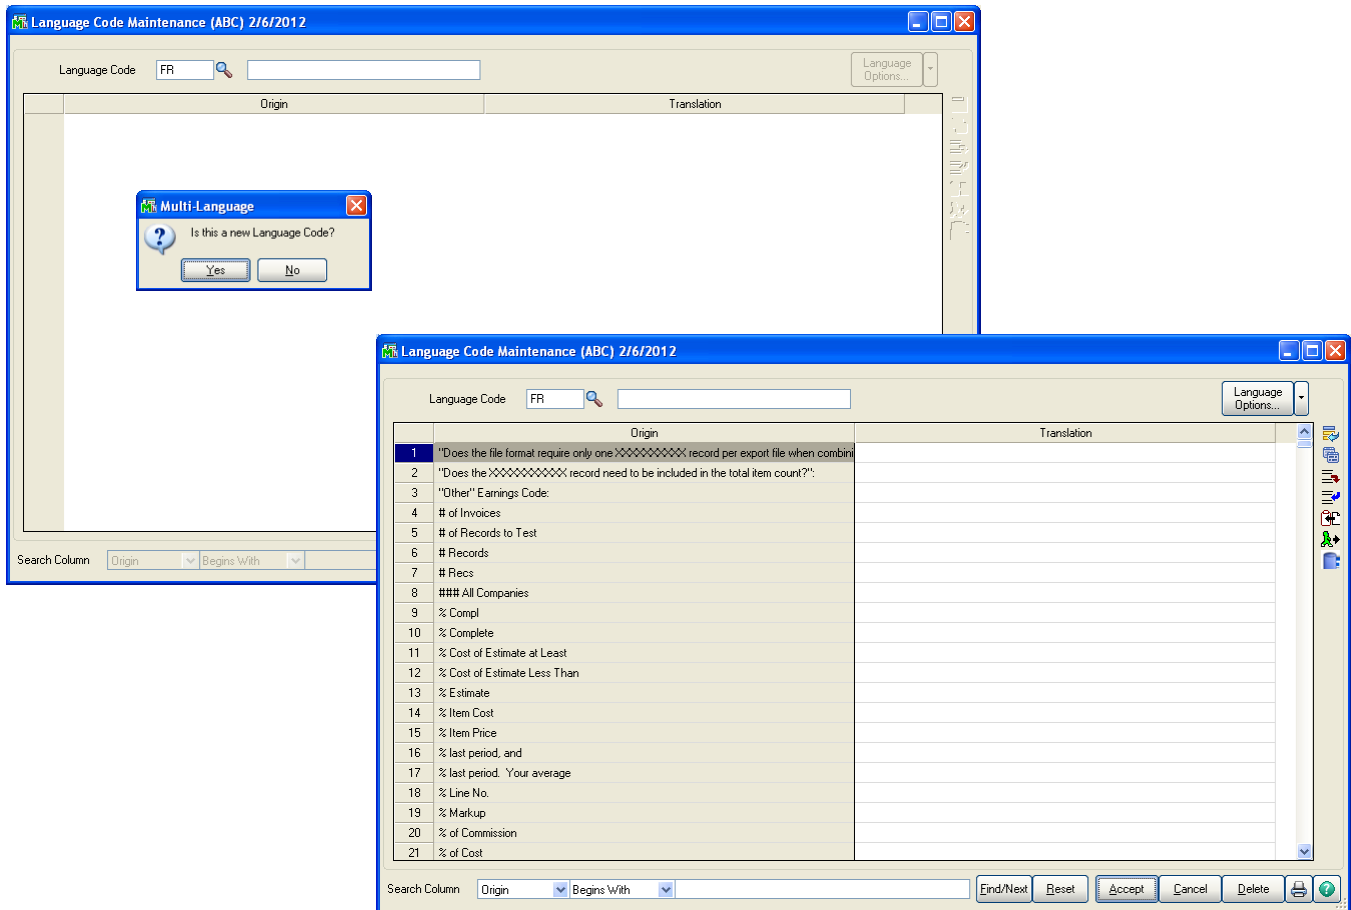 Language Code Maintenance (ABC) 2/6/2012
Language Code FR
Language
Options...
Origin Translation
Multi-Language
Is this a new Language Code?
Yes No
Search Column Origin Begins With
Language Code Maintenance (ABC) 2/6/2012
Language Code FR
Language
Options...
Origin Translation
1 "Does the file format require only one XXXXXXXXXX record per export file when combini
2 "Does the XXXXXXXXXX record need to be included in the total item count?":
3 "Other" Earnings Code:
4 # of Invoices
5 # of Records to Test
6 # Records
7 # Recs
8 ### All Companies
9 % Compl
10 % Complete
11 % Cost of Estimate at Least
12 % Cost of Estimate Less Than
13 % Estimate
14 % Item Cost
15 % Item Price
16 % last period, and
17 % last period.  Your average
18 % Line No.
19 % Markup
20 % of Commission
21 % of Cost
Search Column Origin Begins With Find/Next Reset Accept Cancel Delete